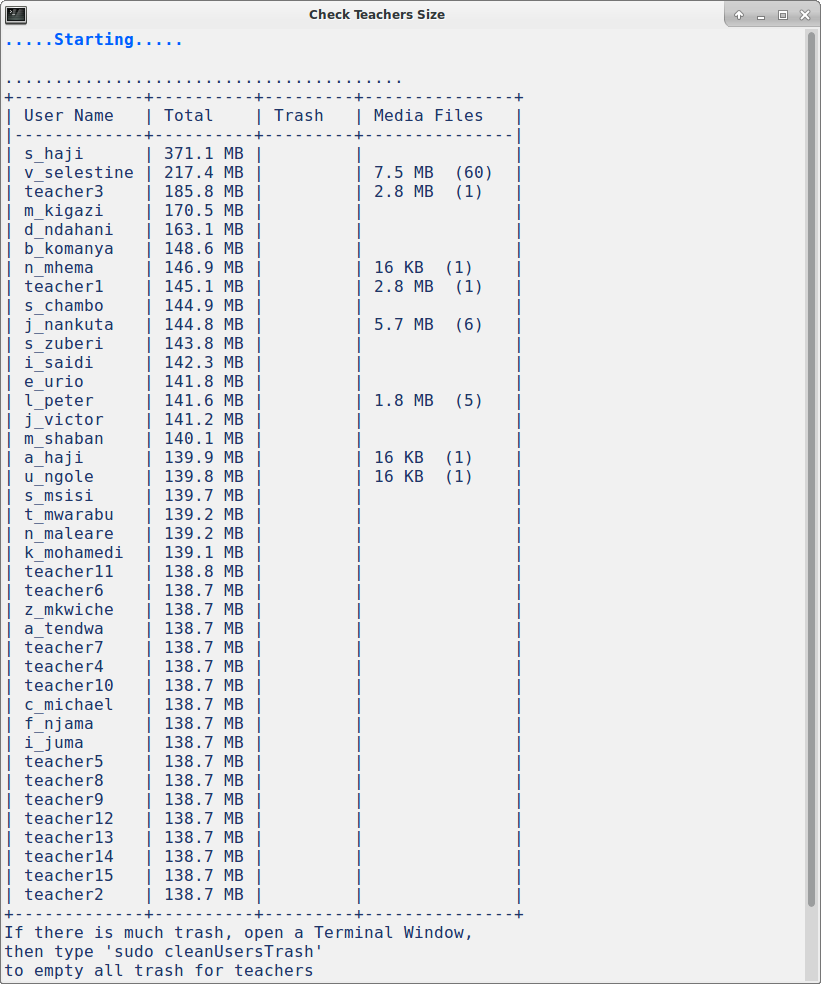 Check Teachers Size
.....Starting.....
........................................
+-------------+----------+---------+---------------+
| User Name   | Total    | Trash   | Media Files   |
|-------------+----------+---------+---------------|
| s_haji      | 371.1 MB |         |               |
| v_selestine | 217.4 MB |         | 7.5 MB  (60)  |
| teacher3    | 185.8 MB |         | 2.8 MB  (1)   |
| m_kigazi    | 170.5 MB |         |               |
| d_ndahani   | 163.1 MB |         |               |
| b_komanya   | 148.6 MB |         |               |
| n_mhema     | 146.9 MB |         | 16 KB  (1)    |
| teacher1    | 145.1 MB |         | 2.8 MB  (1)   |
| s_chambo    | 144.9 MB |         |               |
| j_nankuta   | 144.8 MB |         | 5.7 MB  (6)   |
| s_zuberi    | 143.8 MB |         |               |
| i_saidi     | 142.3 MB |         |               |
| e_urio      | 141.8 MB |         |               |
| l_peter     | 141.6 MB |         | 1.8 MB  (5)   |
| j_victor    | 141.2 MB |         |               |
| m_shaban    | 140.1 MB |         |               |
| a_haji      | 139.9 MB |         | 16 KB  (1)    |
| u_ngole     | 139.8 MB |         | 16 KB  (1)    |
| s_msisi     | 139.7 MB |         |               |
| t_mwarabu   | 139.2 MB |         |               |
| n_maleare   | 139.2 MB |         |               |
| k_mohamedi  | 139.1 MB |         |               |
| teacher11   | 138.8 MB |         |               |
| teacher6    | 138.7 MB |         |               |
| z_mkwiche   | 138.7 MB |         |               |
| a_tendwa    | 138.7 MB |         |               |
| teacher7    | 138.7 MB |         |               |
| teacher4    | 138.7 MB |         |               |
| teacher10   | 138.7 MB |         |               |
| c_michael   | 138.7 MB |         |               |
| f_njama     | 138.7 MB |         |               |
| i_juma      | 138.7 MB |         |               |
| teacher5    | 138.7 MB |         |               |
| teacher8    | 138.7 MB |         |               |
| teacher9    | 138.7 MB |         |               |
| teacher12   | 138.7 MB |         |               |
| teacher13   | 138.7 MB |         |               |
| teacher14   | 138.7 MB |         |               |
| teacher15   | 138.7 MB |         |               |
| teacher2    | 138.7 MB |         |               |
+-------------+----------+---------+---------------+
If there is much trash, open a Terminal Window,
then type 'sudo cleanUsersTrash'
to empty all trash for teachers